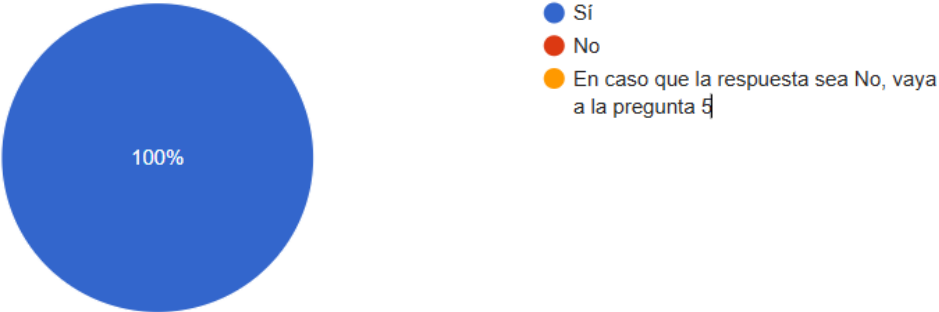 100%
Sí
No
En caso que la respuesta sea No, vaya
a la pregunta 5